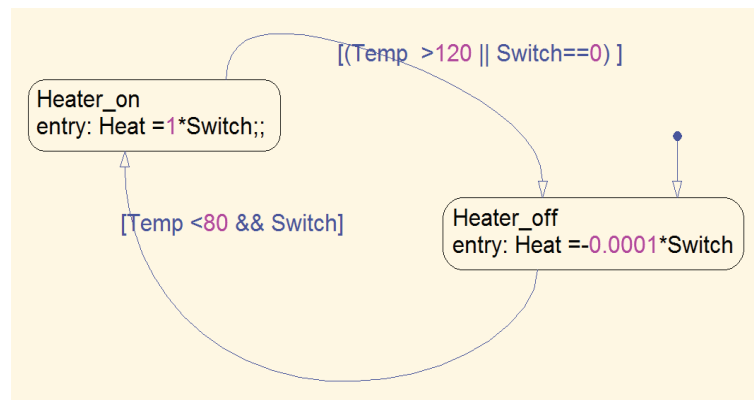 [(Temp >120 || Switch==0) ]
Heater_on
entry: Heat =1*Switch;;
[Temp <80 && Switch]
Heater_off
entry: Heat =-0.0001*Switch